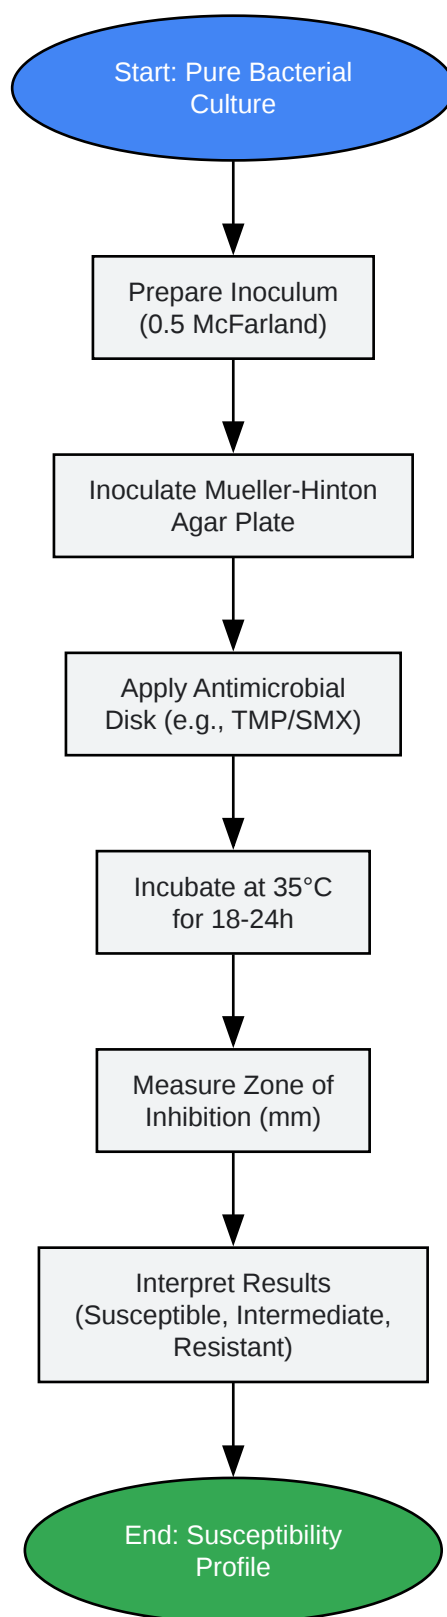 Start: Pure Bacterial
Culture
Prepare Inoculum
(0.5 McFarland)
Inoculate Mueller-Hinton
Agar Plate
Apply Antimicrobial
Disk (e.g., TMP/SMX)
Incubate at 35°C
for 18-24h
Measure Zone of
Inhibition (mm)
Interpret Results
(Susceptible, Intermediate,
Resistant)
End: Susceptibility
Profile